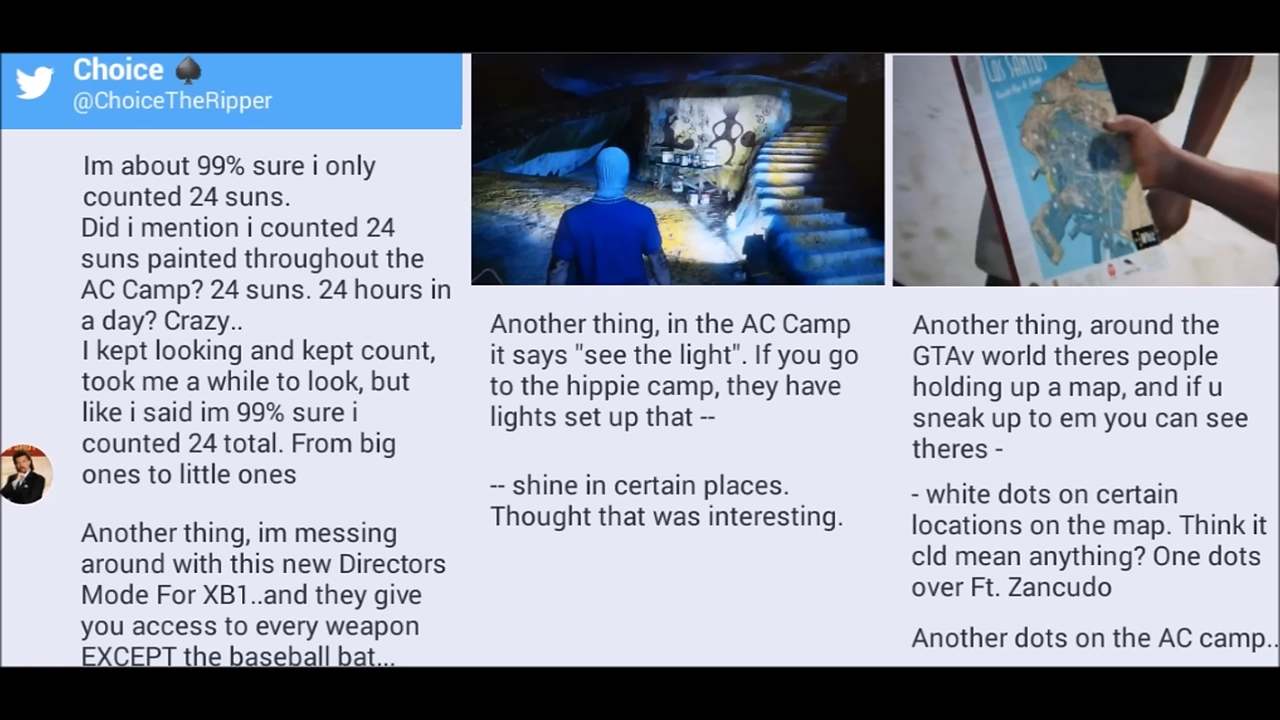 Choice ♠
@ChoiceTheRipper
Im about 99% sure i only
counted 24 suns.
Did i mention i counted 24
suns painted throughout the
AC Camp? 24 suns. 24 hours in
a day? Crazy..
I kept looking and kept count,
took me a while to look, but
like i said im 99% sure i
counted 24 total. From big
ones to little ones
Another thing, im messing
around with this new Directors
Mode For XB1..and they give
you access to every weapon
EXCEPT the baseball bat...
Another thing, in the AC Camp
it says "see the light". If you go
to the hippie camp, they have
lights set up that --
-- shine in certain places.
Thought that was interesting.
LOS SANTOS
Another thing, around the
GTAv world theres people
holding up a map, and if u
sneak up to em you can see
theres -
- white dots on certain
locations on the map. Think it
cld mean anything? One dots
over Ft. Zancudo
Another dots on the AC camp..